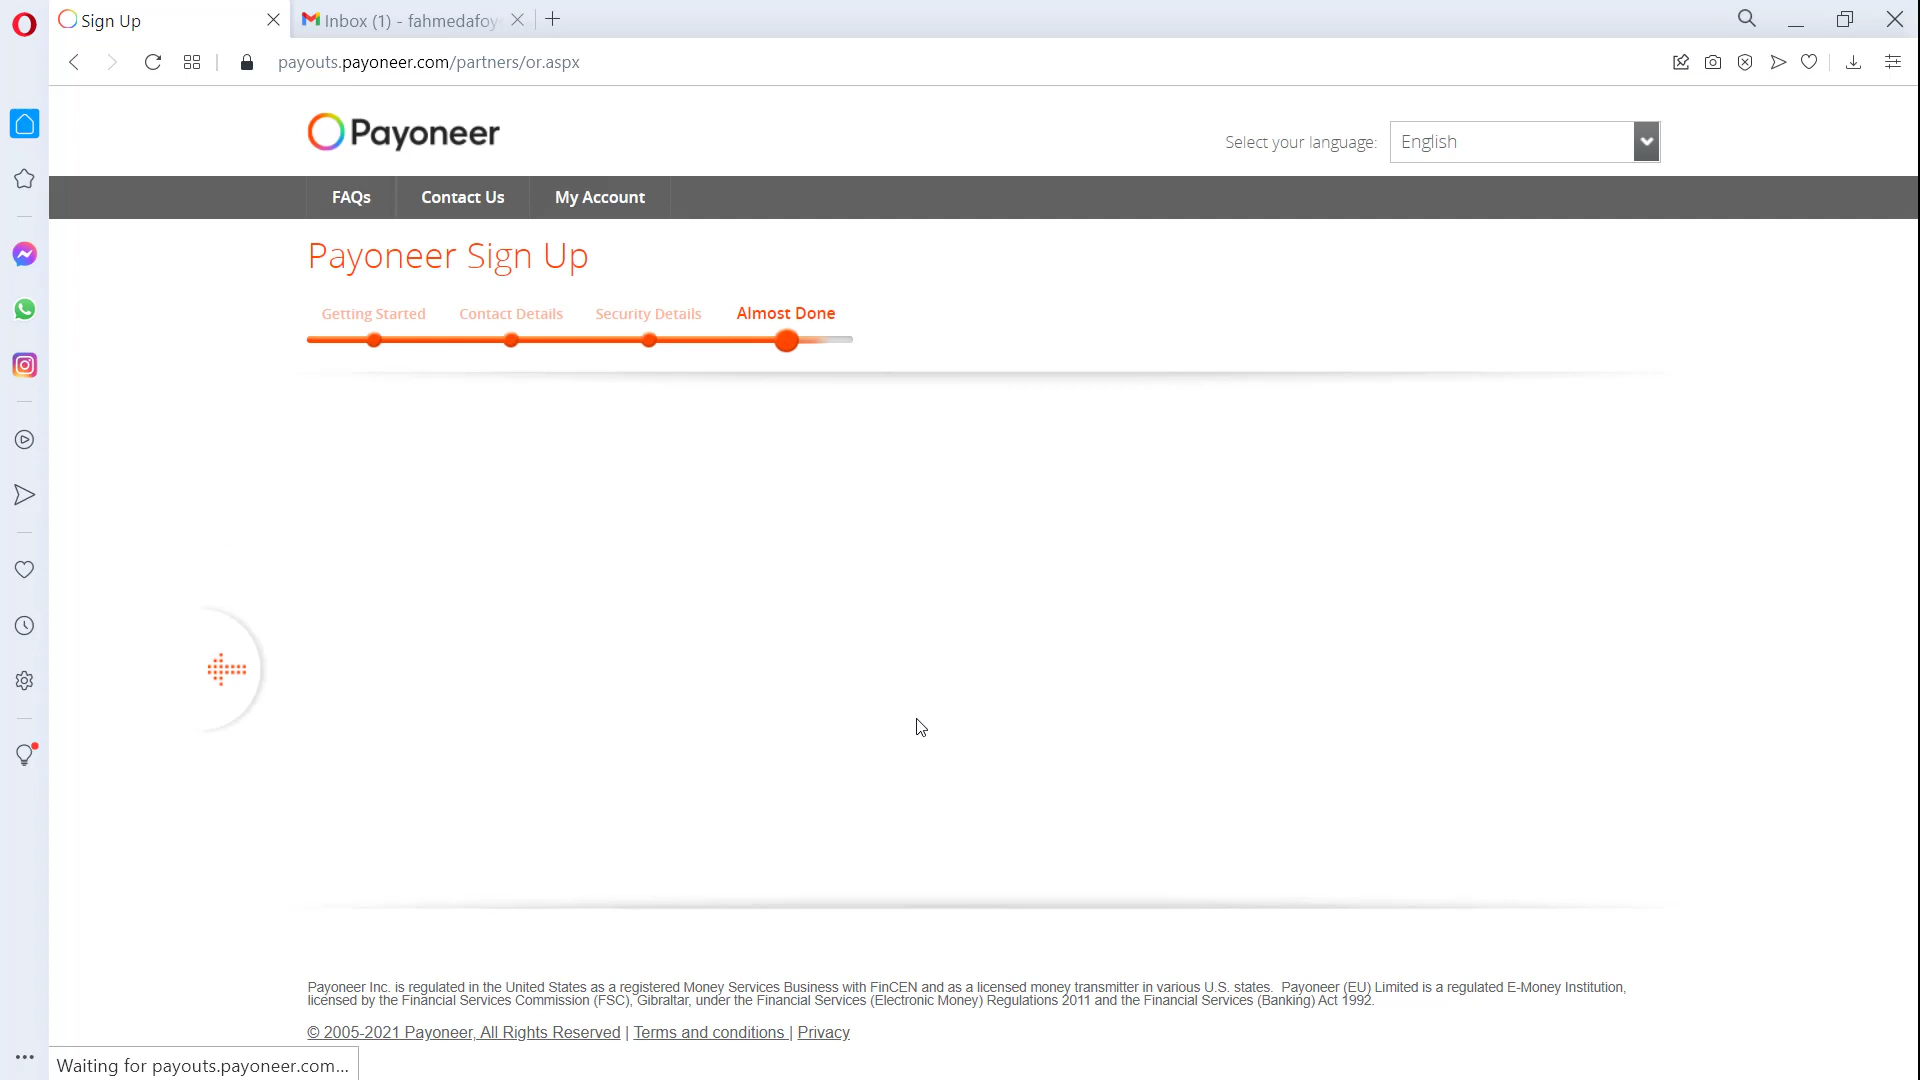 Sign Up
Inbox (1) - fahmedafoy
payouts.payoneer.com/partners/or.aspx
Payoneer
Select your language:
English
FAQs
Contact Us
My Account
Payoneer Sign Up
Getting Started
Contact Details
Security Details
Almost Done
Payoneer Inc. is regulated in the United States as a registered Money Services Business with FinCEN and as a licensed money transmitter in various U.S. states.  Payoneer (EU) Limited is a regulated E-Money Institution,
licensed by the Financial Services Commission (FSC), Gibraltar, under the Financial Services (Electronic Money) Regulations 2011 and the Financial Services (Banking) Act 1992.
© 2005-2021 Payoneer, All Rights Reserved | Terms and conditions | Privacy
Waiting for payouts.payoneer.com...